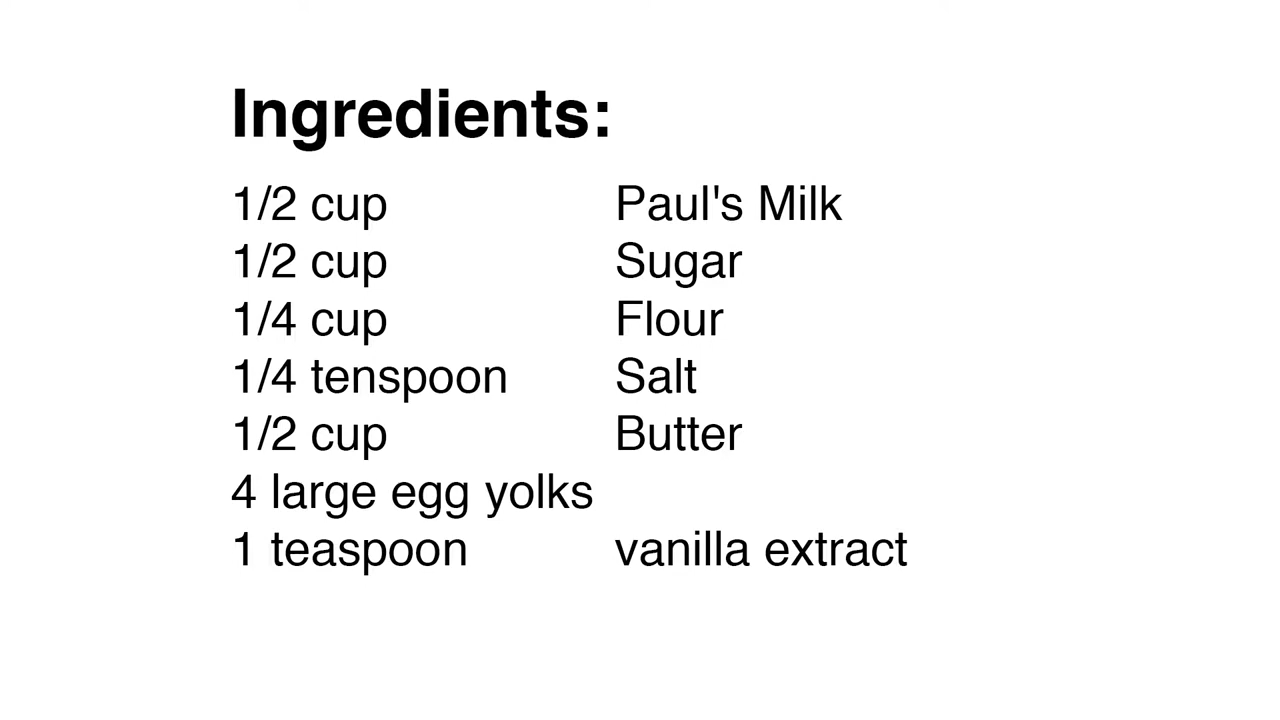 Ingredients:
1/2 cup Paul's Milk
1/2 cup Sugar
1/4 cup Flour
1/4 tenspoon Salt
1/2 cup Butter
4 large egg yolks
1 teaspoon vanilla extract